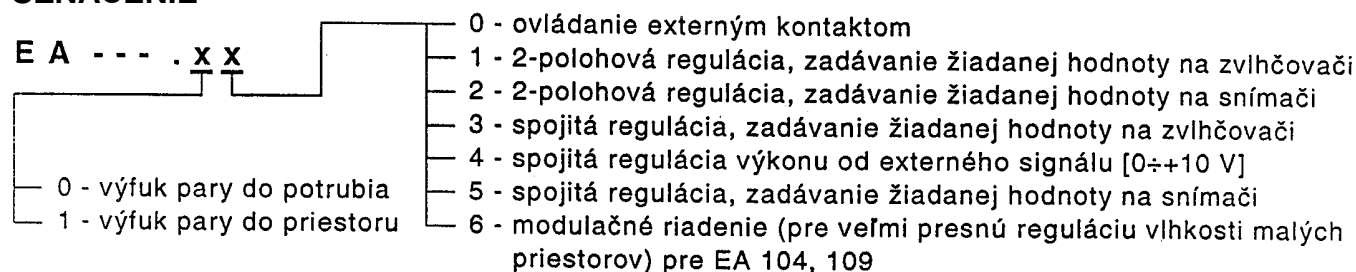 E A - - - . x x
0 - výfuk pary do potrubia
1 - výfuk pary do priestoru
0 - ovládanie externým kontaktom
1 - 2-polohová regulácia, zadávanie žiadanej hodnoty na zvlhčovači
2 - 2-polohová regulácia, zadávanie žiadanej hodnoty na snímači
3 - spojitá regulácia, zadávanie žiadanej hodnoty na zvlhčovači
4 - spojitá regulácia výkonu od externého signálu [0÷+10 V]
5 - spojitá regulácia, zadávanie žiadanej hodnoty na snímači
6 - modulačné riadenie (pre veľmi presnú reguláciu vlhkosti malých
priestorov) pre EA 104, 109